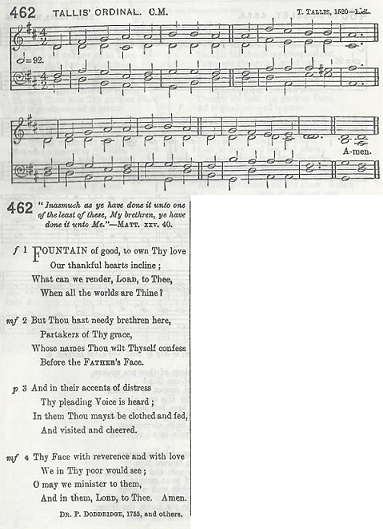 462 TALLIS' ORDINAL. C.M. T. TALLIS, 1520–
=92.
A-men.
462 "Inasmuch as ye have done it unto one
of the least of these, My brethren, ye have
done it unto Me."—MATT. xxv. 40.
f 1 FOUNTAIN of good, to own Thy love
Our thankful hearts incline;
What can we render, LORD, to Thee,
When all the worlds are Thine?
mf 2 But Thou hast needy brethren here,
Partakers of Thy grace,
Whose names Thou wilt Thyself confess
Before the FATHER'S Face.
p 3 And in their accents of distress
Thy pleading Voice is heard;
In them Thou mayst be clothed and fed,
And visited and cheered.
mf 4 Thy Face with reverence and with love
We in Thy poor would see;
O may we minister to them,
And in them, LORD, to Thee. Amen.
DR. P. DODDRIDGE, 1755, and others.